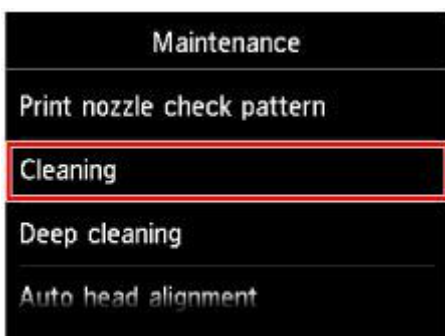 Maintenance
Print nozzle check pattern
Cleaning
Deep cleaning
Auto head alignment